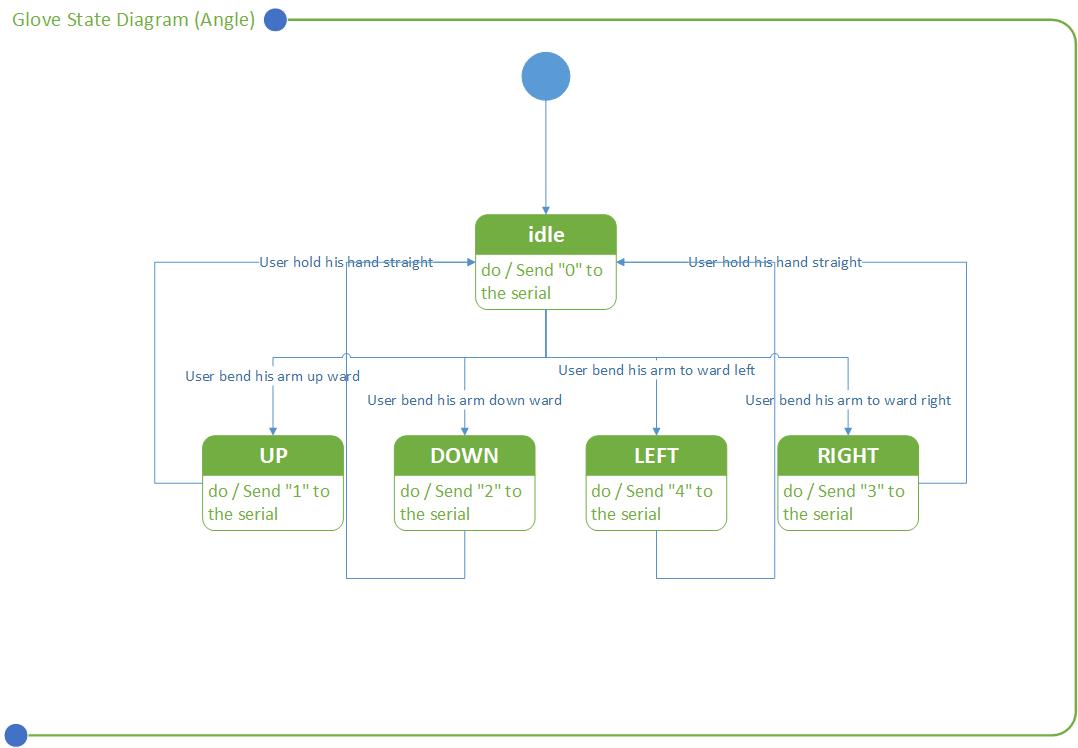 Glove State Diagram (Angle)
idle
do / Send "0" to
the serial
User hold his hand straight
User hold his hand straight
User bend his arm up ward
User bend his arm down ward
User bend his arm to ward left
User bend his arm to ward right
UP
do / Send "1" to
the serial
DOWN
do / Send "2" to
the serial
LEFT
do / Send "4" to
the serial
RIGHT
do / Send "3" to
the serial